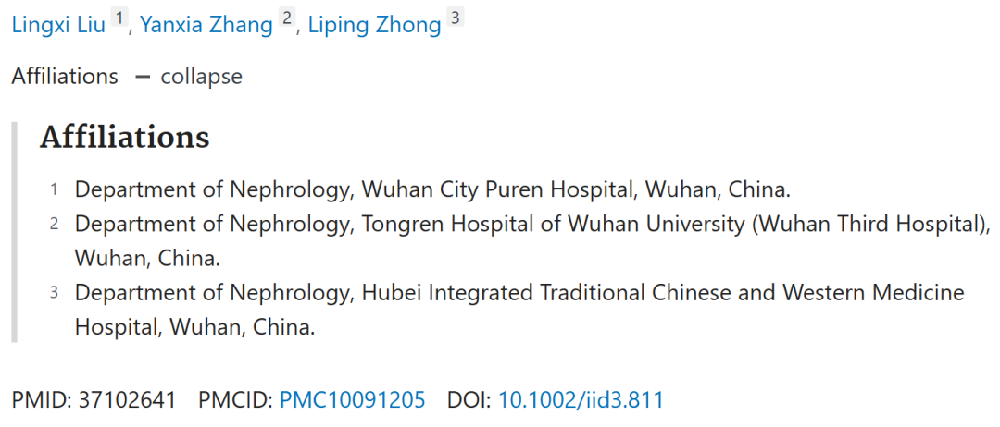 Lingxi Liu 1, Yanxia Zhang 2, Liping Zhong 3
Affiliations — collapse
Affiliations
1 Department of Nephrology, Wuhan City Puren Hospital, Wuhan, China.
2 Department of Nephrology, Tongren Hospital of Wuhan University (Wuhan Third Hospital),
Wuhan, China.
3 Department of Nephrology, Hubei Integrated Traditional Chinese and Western Medicine
Hospital, Wuhan, China.
PMID: 37102641 PMCID: PMC10091205 DOI: 10.1002/iid3.811